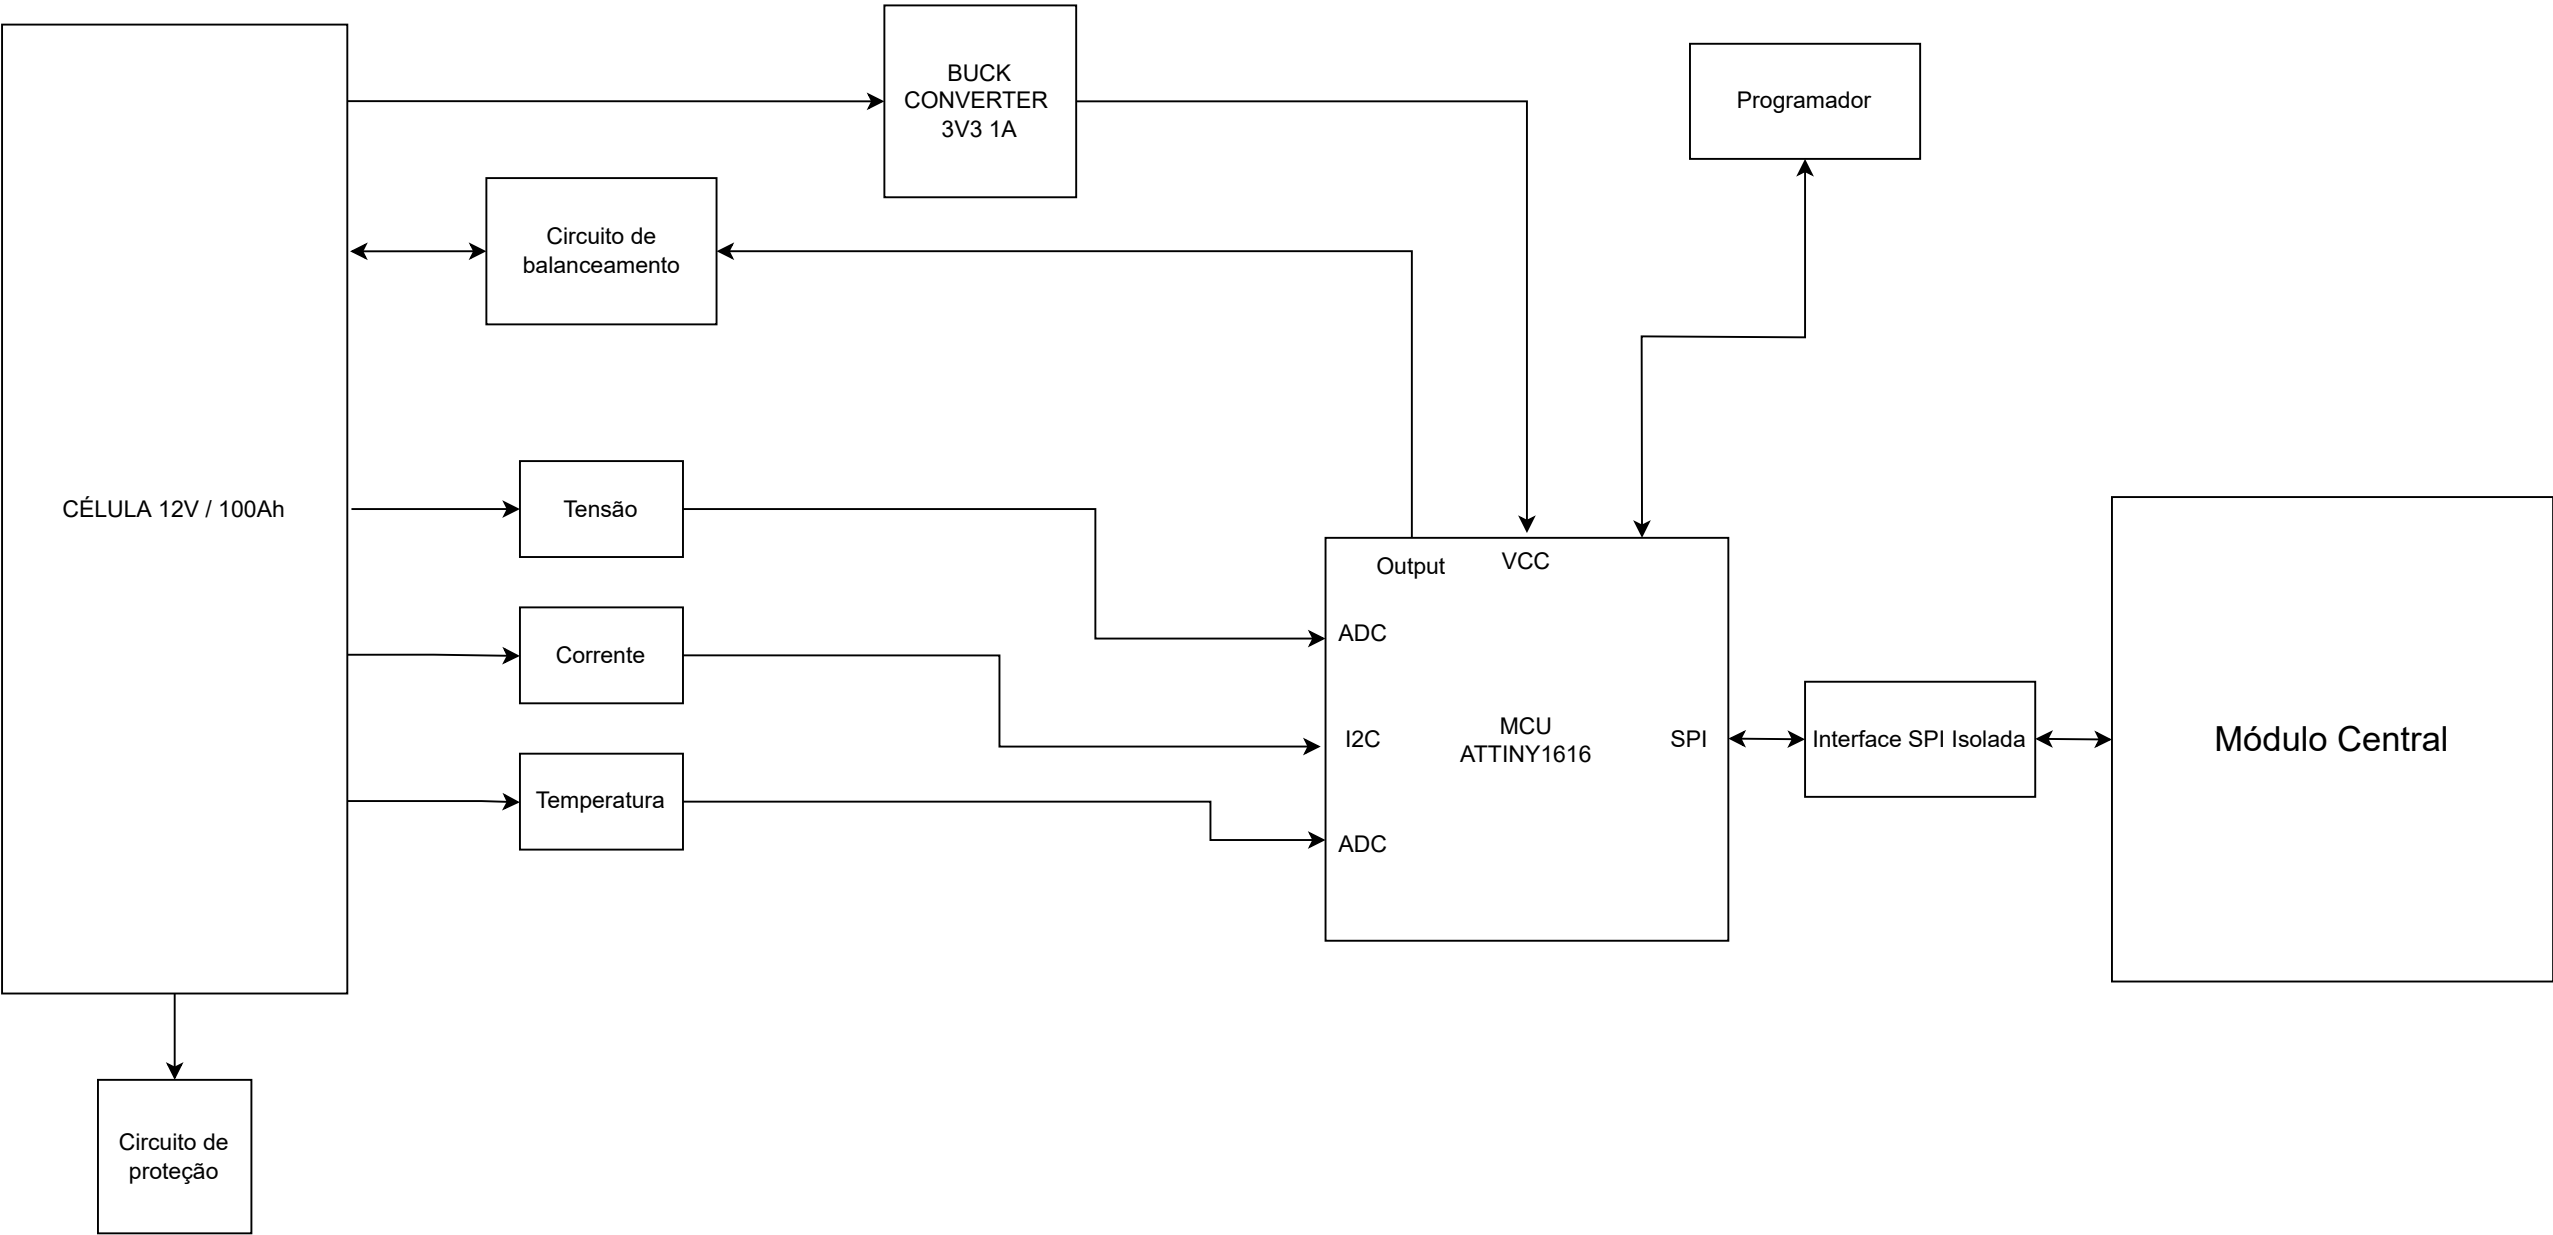 BUCK
CONVERTER
3V3 1A
Programador
Circuito de
balanceamento
CÉLULA 12V / 100Ah
Tensão
Output
VCC
ADC
Corrente
I2C
MCU
ATTINY1616
SPI
Interface SPI Isolada
Módulo Central
Temperatura
ADC
Circuito de
proteção